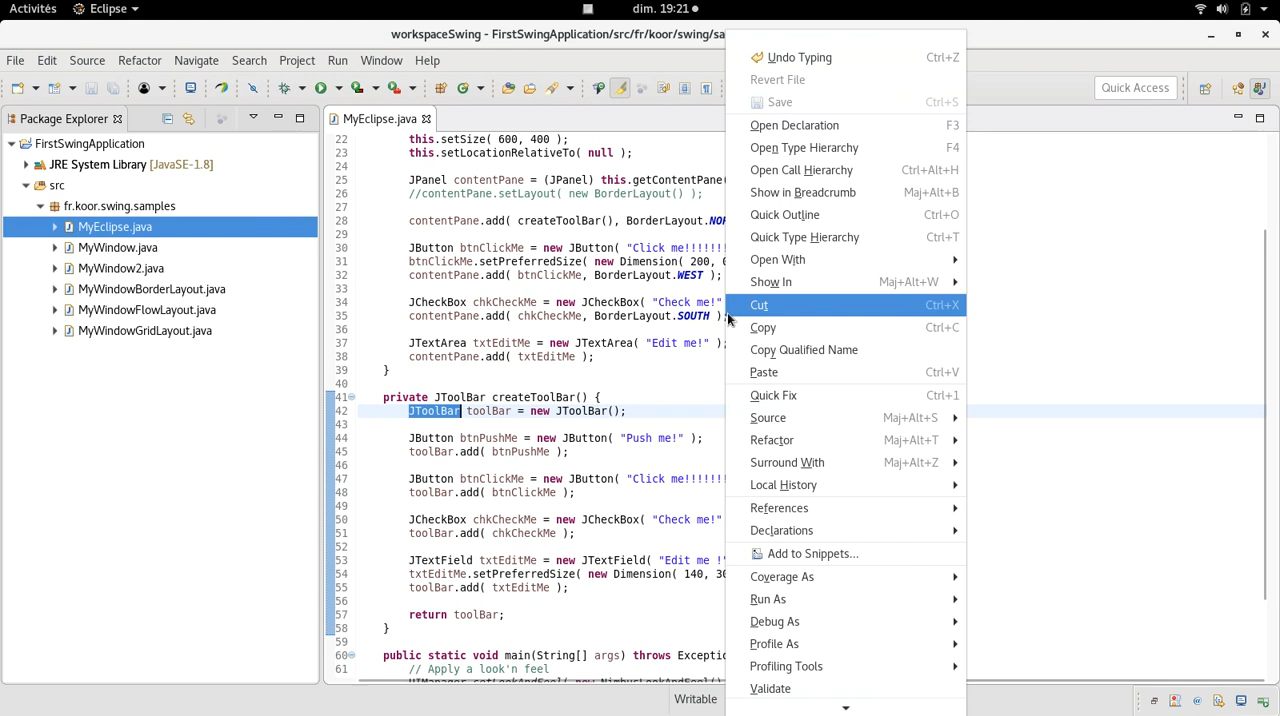 Activités Eclipse dim. 19:21
workspaceSwing - FirstSwingApplication/src/fr/koor/swing/sa
File Edit Source Refactor Navigate Search Project Run Window Help
Quick Access
Package Explorer
FirstSwingApplication
JRE System Library [JavaSE-1.8]
src
fr.koor.swing.samples
MyEclipse.java
MyWindow.java
MyWindow2.java
MyWindowBorderLayout.java
MyWindowFlowLayout.java
MyWindowGridLayout.java
MyEclipse.java
22 this.setSize( 600, 400 );
23 this.setLocationRelativeTo( null );
24
25 JPanel contentPane = (JPanel) this.getContentPane(
26 //contentPane.setLayout( new BorderLayout() );
27
28 contentPane.add( createToolBar(), BorderLayout.NOR
29
30 JButton btnClickMe = new JButton( "Click me!!!!!!!
31 btnClickMe.setPreferredSize( new Dimension( 200, 0
32 contentPane.add( btnClickMe, BorderLayout.WEST );
33
34 JCheckBox chkCheckMe = new JCheckBox( "Check me!"
35 contentPane.add( chkCheckMe, BorderLayout.SOUTH );
36
37 JTextArea txtEditMe = new JTextArea( "Edit me!" );
38 contentPane.add( txtEditMe );
39 }
40
41 private JToolBar createToolBar() {
42 JToolBar toolBar = new JToolBar();
43
44 JButton btnPushMe = new JButton( "Push me!" );
45 toolBar.add( btnPushMe );
46
47 JButton btnClickMe = new JButton( "Click me!!!!!!!
48 toolBar.add( btnClickMe );
49
50 JCheckBox chkCheckMe = new JCheckBox( "Check me!"
51 toolBar.add( chkCheckMe );
52
53 JTextField txtEditMe = new JTextField( "Edit me !"
54 txtEditMe.setPreferredSize( new Dimension( 140, 30
55 toolBar.add( txtEditMe );
56
57 return toolBar;
58 }
59
60 public static void main(String[] args) throws Exceptio
61 // Apply a look'n feel
UIManager.setLookAndFeel( new NimbusLookAndFeel()
Undo Typing Ctrl+Z
Revert File
Save Ctrl+S
Open Declaration F3
Open Type Hierarchy F4
Open Call Hierarchy Ctrl+Alt+H
Show in Breadcrumb Maj+Alt+B
Quick Outline Ctrl+O
Quick Type Hierarchy Ctrl+T
Open With
Show In Maj+Alt+W
Cut Ctrl+X
Copy Ctrl+C
Copy Qualified Name
Paste Ctrl+V
Quick Fix Ctrl+1
Source Maj+Alt+S
Refactor Maj+Alt+T
Surround With Maj+Alt+Z
Local History
References
Declarations
Add to Snippets...
Coverage As
Run As
Debug As
Profile As
Profiling Tools
Validate
Writable